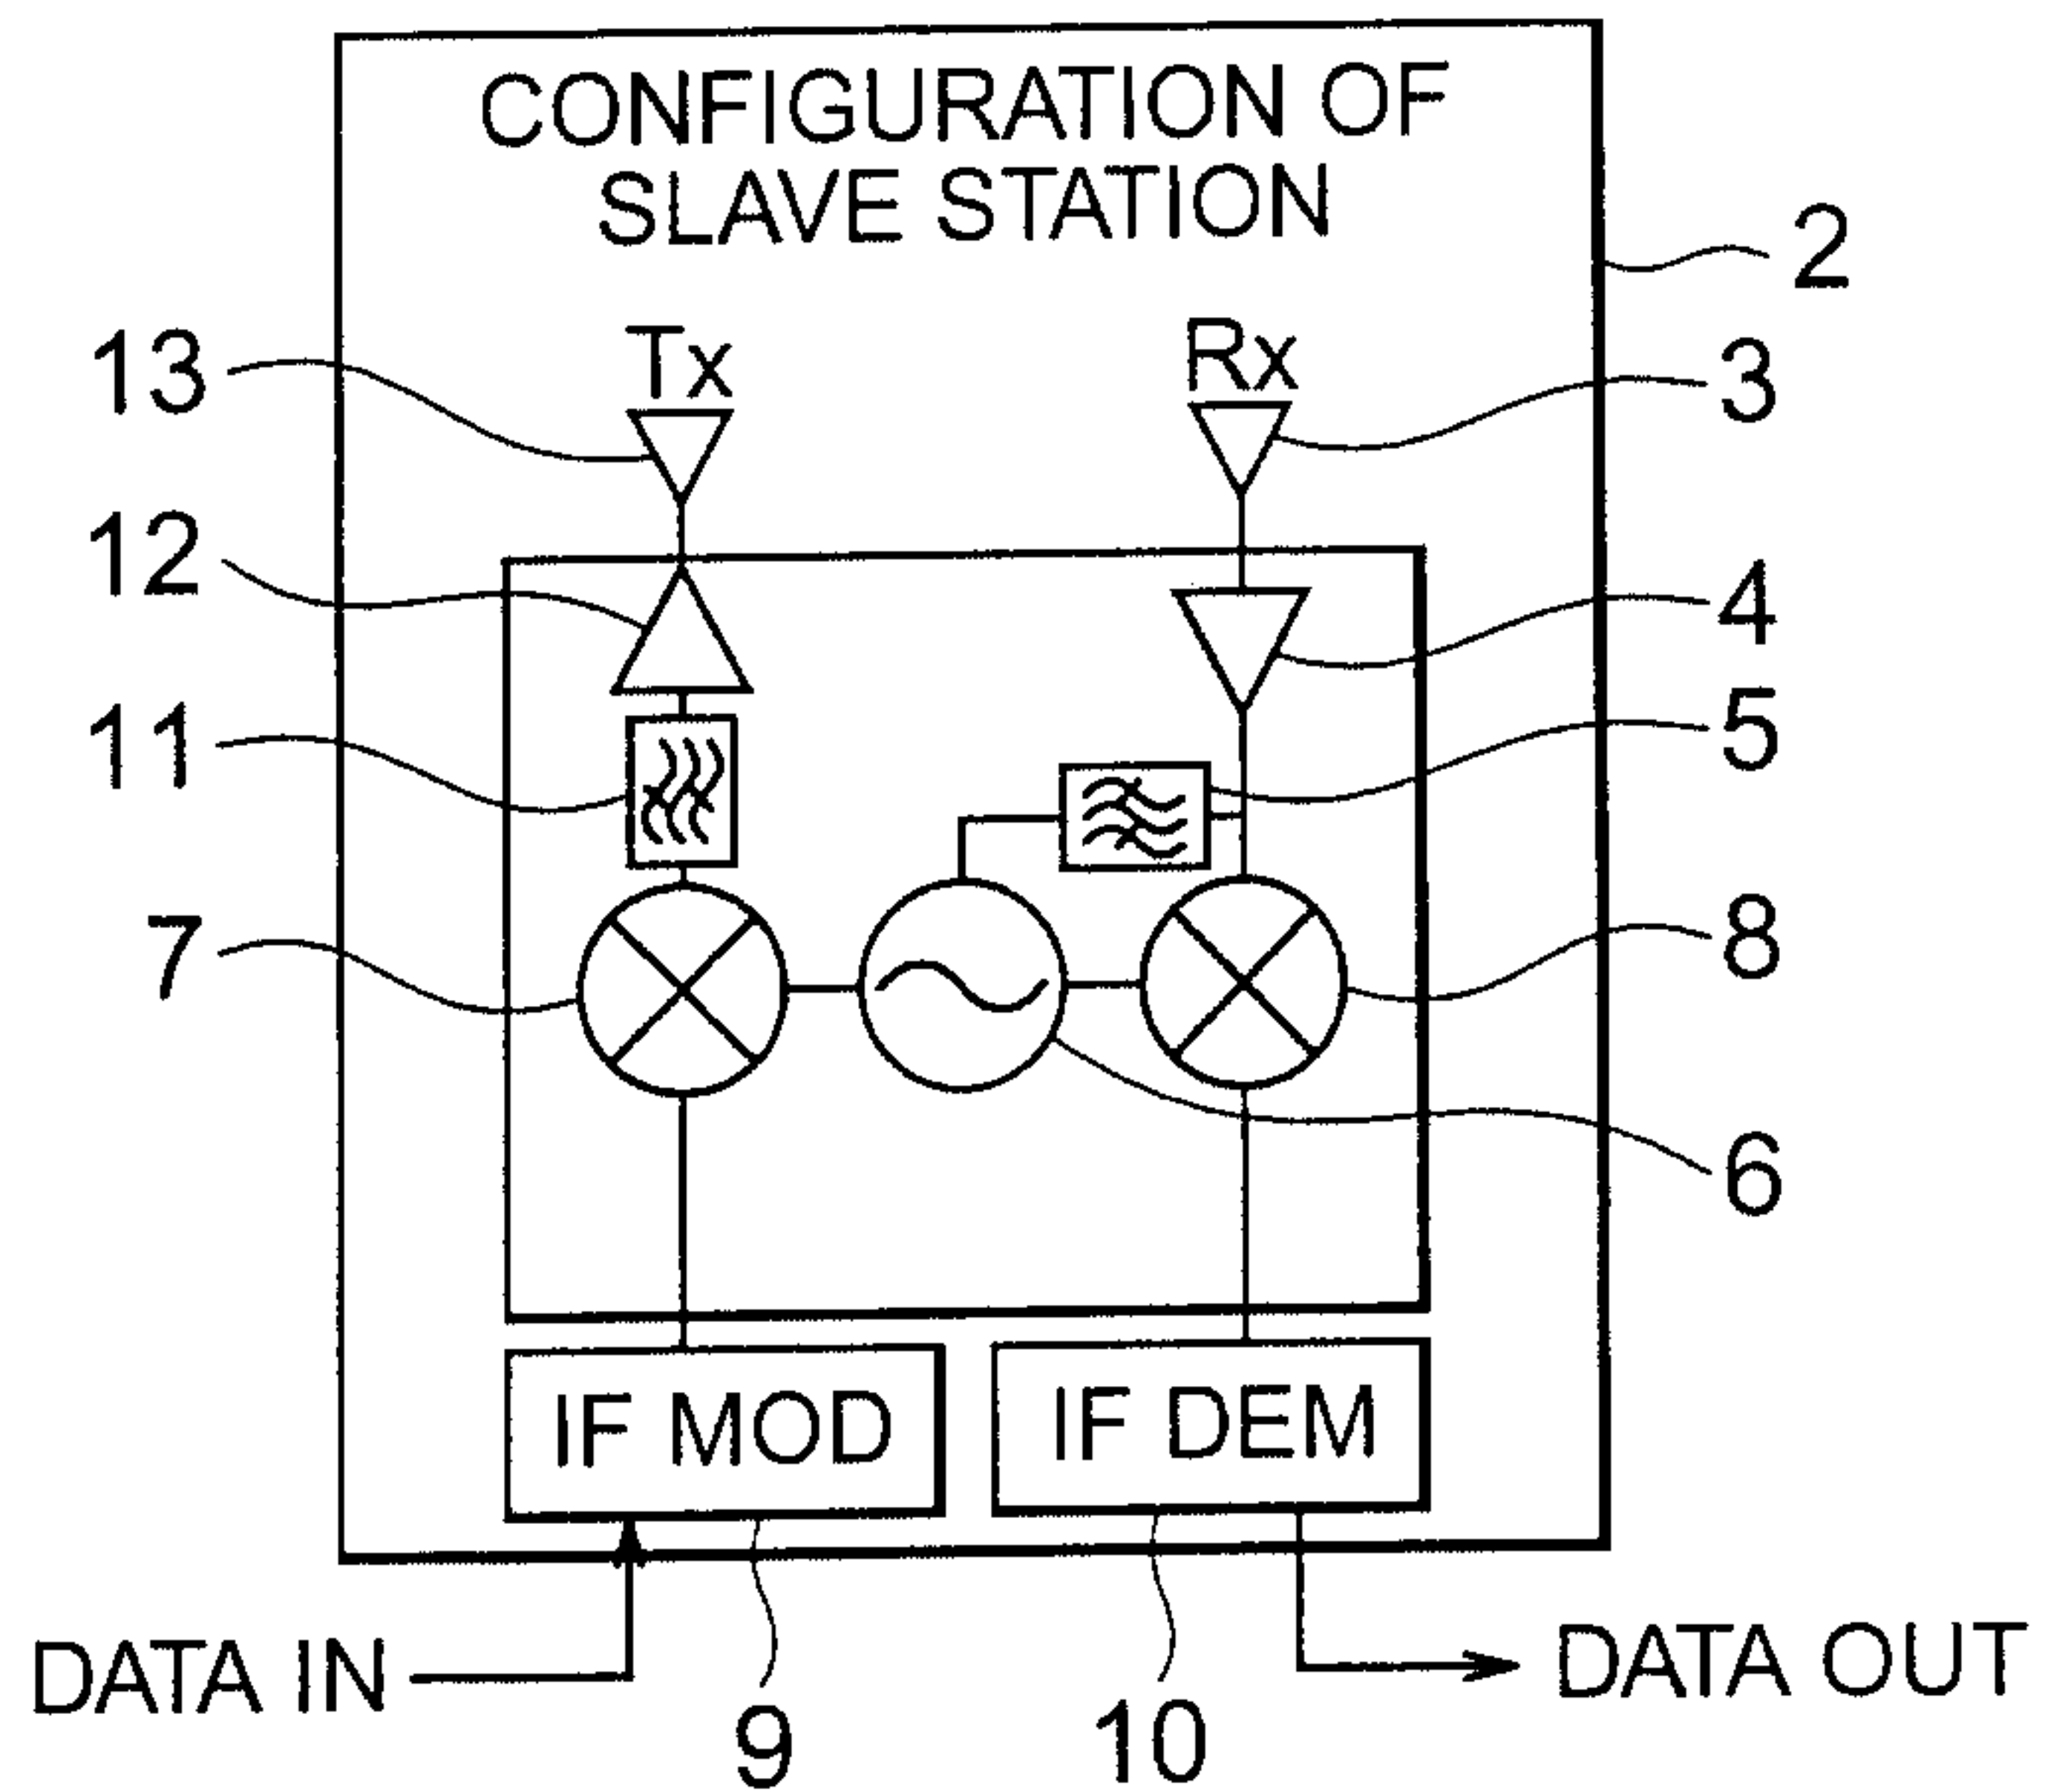 CONFIGURATION OF
SLAVE STATION
2
13
Tx
Rx
3
12
4
11
5
7
8
6
IF MOD
IF DEM
DATA IN
DATA OUT
9
10